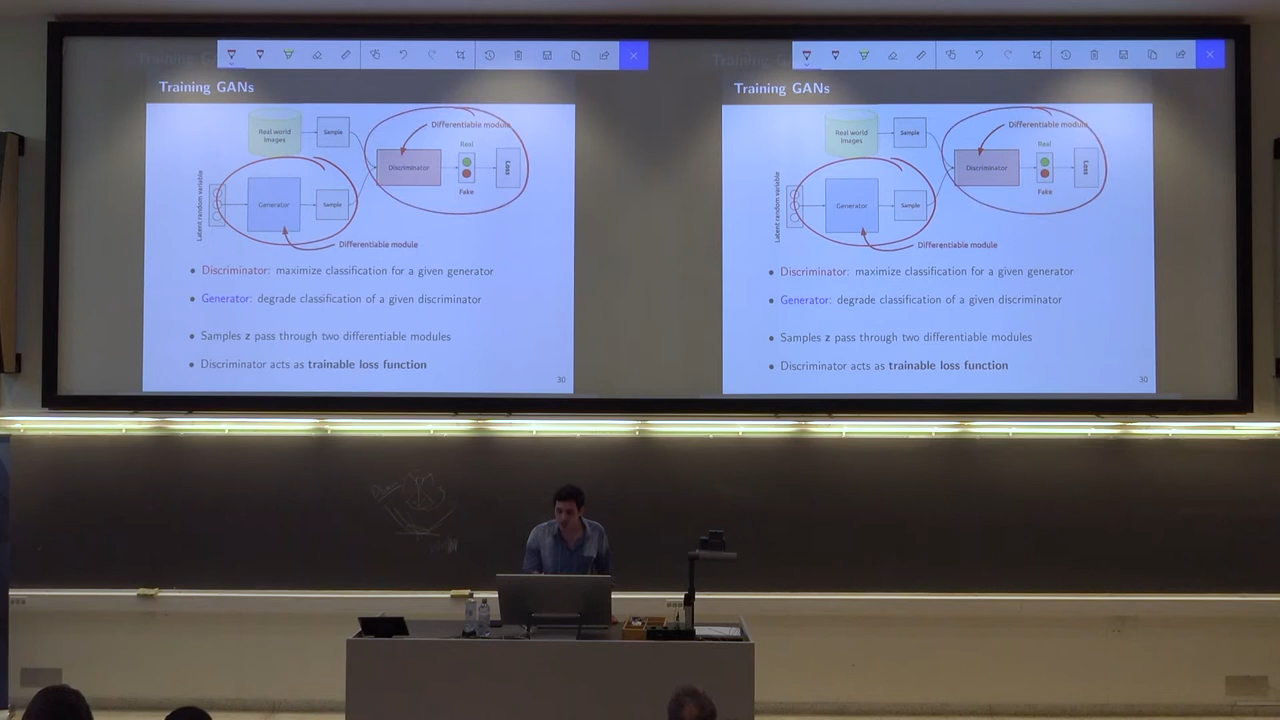 Training GANs
Differentiable module
Real world
Images
Sample
Real
Discriminator
Loss
Fake
Latent random variable
Generator
Sample
Differentiable module
• Discriminator: maximize classification for a given generator
• Generator: degrade classification of a given discriminator
• Samples z pass through two differentiable modules
• Discriminator acts as trainable loss function
30
Training GANs
Differentiable module
Real world
Images
Sample
Real
Discriminator
Loss
Fake
Latent random variable
Generator
Sample
Differentiable module
• Discriminator: maximize classification for a given generator
• Generator: degrade classification of a given discriminator
• Samples z pass through two differentiable modules
• Discriminator acts as trainable loss function
30